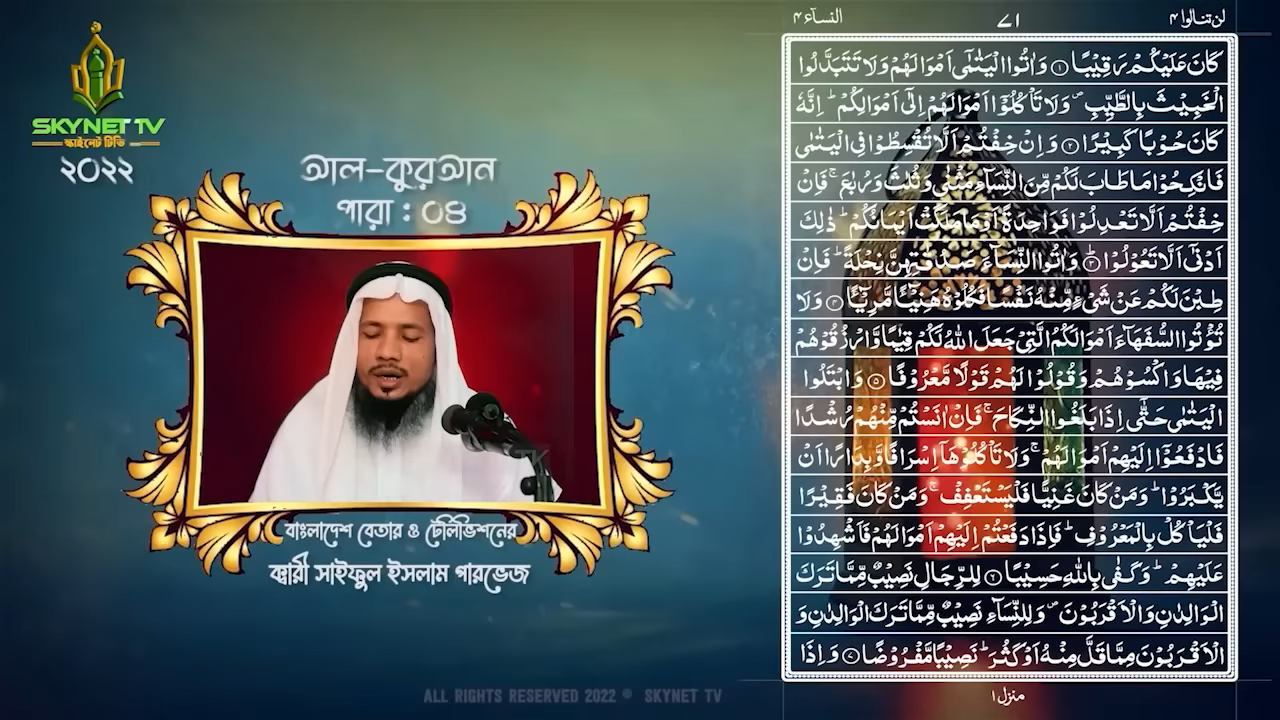 SKYNET TV
স্কাইনেট টিভি
২০২২
আল-কুরআন
পারা : ০৪
বাংলাদেশ বেতার ও টেলিভিশনের
ক্বারী সাইফুল ইসলাম পারভেজ
ALL RIGHTS RESERVED 2022 © SKYNET TV
لن تنالوا ٤ ٧١ النسآء ٤
كَانَ عَلَيْكُمْ رَقِيْبًا ① وَاٰتُوا الْيَتٰمٰٓى اَمْوَالَهُمْ وَلَا تَتَبَدَّلُوا
الْخَبِيْثَ بِالطَّيِّبِ ۪ وَلَا تَاْكُلُوْٓا اَمْوَالَهُمْ اِلٰٓى اَمْوَالِكُمْ ؕ اِنَّهٗ
كَانَ حُوْبًا كَبِيْرًا ② وَاِنْ خِفْتُمْ اَلَّا تُقْسِطُوْا فِى الْيَتٰمٰى
فَانْكِحُوْا مَا طَابَ لَكُمْ مِّنَ النِّسَآءِ مَثْنٰى وَثُلٰثَ وَرُبٰعَ ۚ فَاِنْ
خِفْتُمْ اَلَّا تَعْدِلُوْا فَوَاحِدَةً اَوْ مَا مَلَكَتْ اَيْمَانُكُمْ ؕ ذٰلِكَ
اَدْنٰٓى اَلَّا تَعُوْلُوْا ③ وَاٰتُوا النِّسَآءَ صَدُقٰتِهِنَّ نِحْلَةً ؕ فَاِنْ
طِبْنَ لَكُمْ عَنْ شَىْءٍ مِّنْهُ نَفْسًا فَكُلُوْهُ هَنِيْٓـًٔا مَّرِيْٓـًٔا ④ وَلَا
تُؤْتُوا السُّفَهَآءَ اَمْوَالَكُمُ الَّتِىْ جَعَلَ اللّٰهُ لَكُمْ قِيٰمًا وَّارْزُقُوْهُمْ
فِيْهَا وَاكْسُوْهُمْ وَقُوْلُوْا لَهُمْ قَوْلًا مَّعْرُوْفًا ⑤ وَابْتَلُوا
الْيَتٰمٰى حَتّٰٓى اِذَا بَلَغُوا النِّكَاحَ ۚ فَاِنْ اٰنَسْتُمْ مِّنْهُمْ رُشْدًا
فَادْفَعُوْٓا اِلَيْهِمْ اَمْوَالَهُمْ ۚ وَلَا تَاْكُلُوْهَآ اِسْرَافًا وَّبِدَارًا اَنْ
يَّكْبَرُوْا ؕ وَمَنْ كَانَ غَنِيًّا فَلْيَسْتَعْفِفْ ۚ وَمَنْ كَانَ فَقِيْرًا
فَلْيَاْكُلْ بِالْمَعْرُوْفِ ؕ فَاِذَا دَفَعْتُمْ اِلَيْهِمْ اَمْوَالَهُمْ فَاَشْهِدُوْا
عَلَيْهِمْ ؕ وَكَفٰى بِاللّٰهِ حَسِيْبًا ⑥ لِلرِّجَالِ نَصِيْبٌ مِّمَّا تَرَكَ
الْوَالِدٰنِ وَالْاَقْرَبُوْنَ ۪ وَلِلنِّسَآءِ نَصِيْبٌ مِّمَّا تَرَكَ الْوَالِدٰنِ وَ
الْاَقْرَبُوْنَ مِمَّا قَلَّ مِنْهُ اَوْ كَثُرَ ؕ نَصِيْبًا مَّفْرُوْضًا ⑦ وَاِذَا
منزل ١